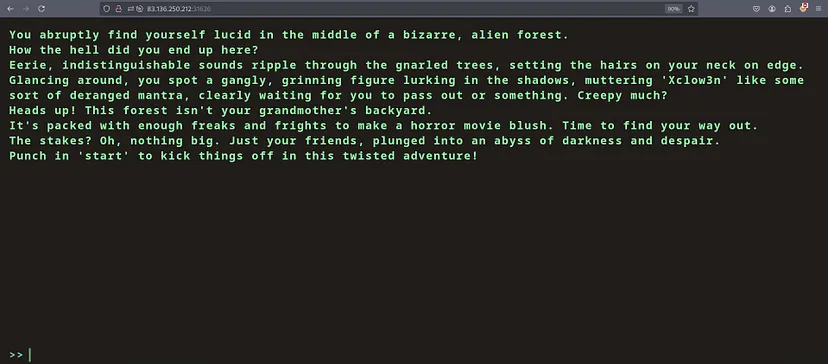 83.136.250.212:31626
90%
You abruptly find yourself lucid in the middle of a bizarre, alien forest.
How the hell did you end up here?
Eerie, indistinguishable sounds ripple through the gnarled trees, setting the hairs on your neck on edge.
Glancing around, you spot a gangly, grinning figure lurking in the shadows, muttering 'Xclow3n' like some
sort of deranged mantra, clearly waiting for you to pass out or something. Creepy much?
Heads up! This forest isn't your grandmother's backyard.
It's packed with enough freaks and frights to make a horror movie blush. Time to find your way out.
The stakes? Oh, nothing big. Just your friends, plunged into an abyss of darkness and despair.
Punch in 'start' to kick things off in this twisted adventure!
>>